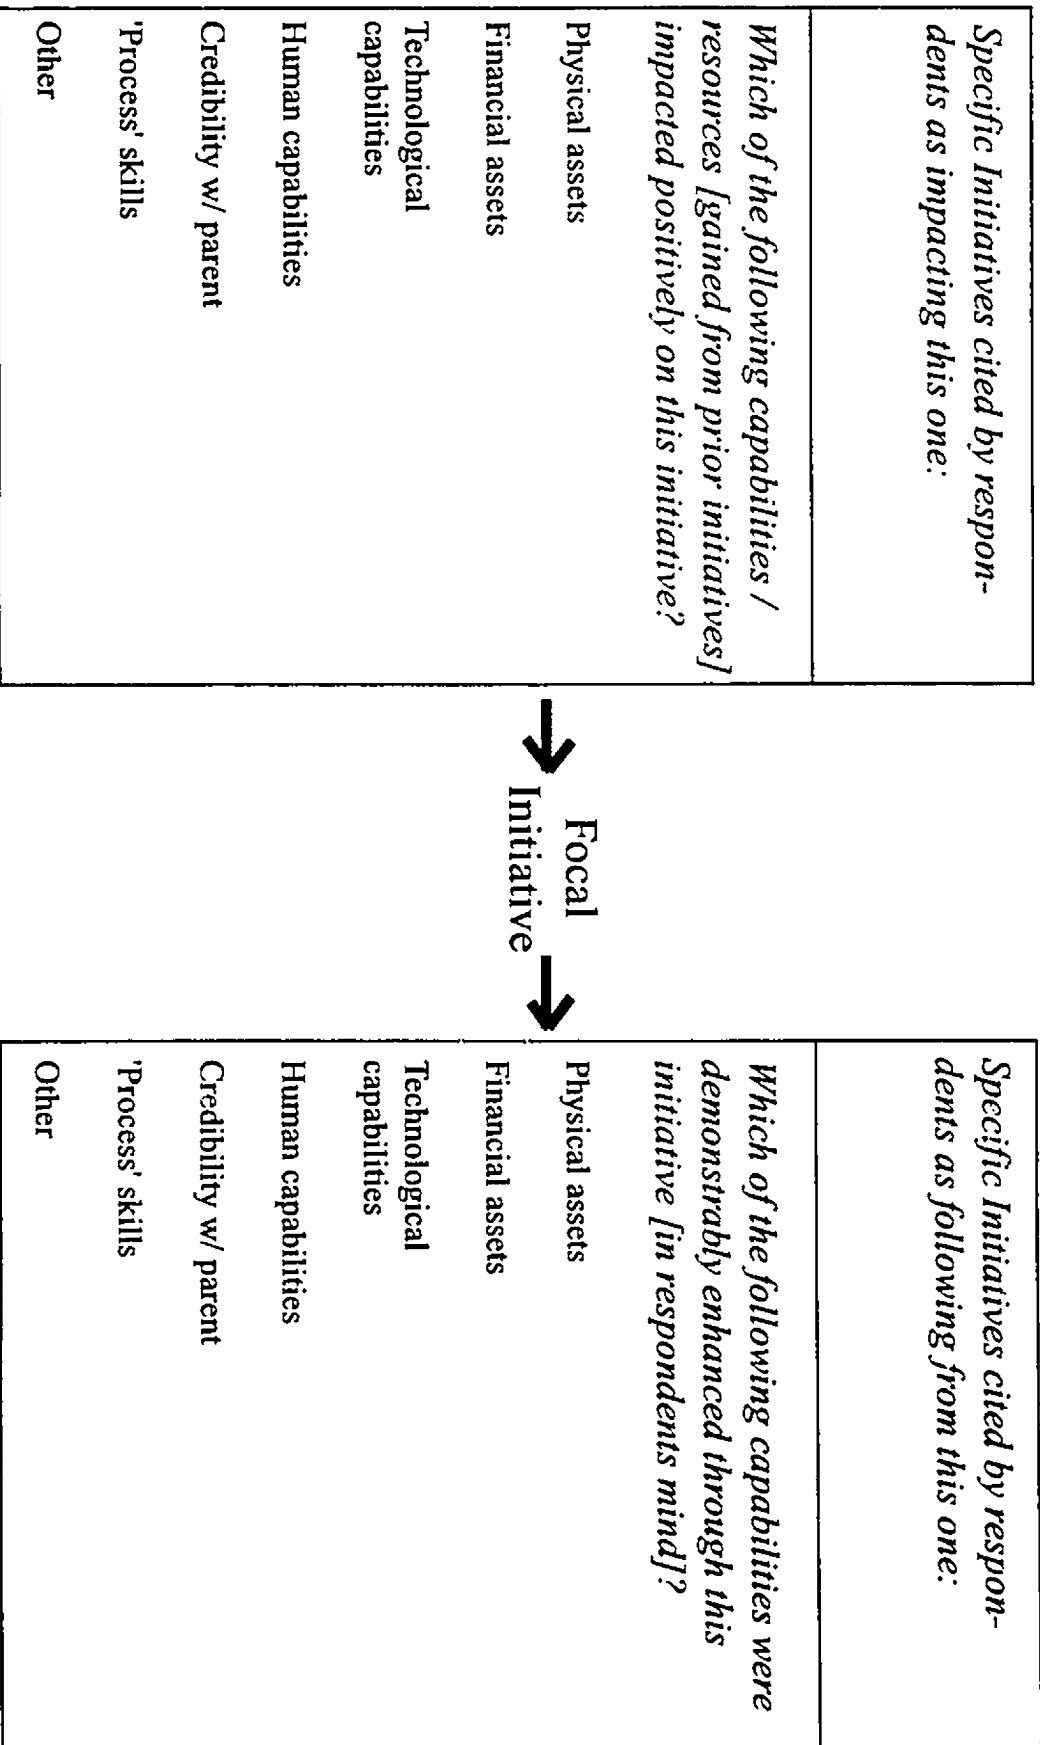 Specific Initiatives cited by respon-
dents as impacting this one:
Which of the following capabilities /
resources [gained from prior initiatives]
impacted positively on this initiative?
Physical assets
Financial assets
Technological
capabilities
Human capabilities
Credibility w/ parent
'Process' skills
Other
Focal
Initiative
Specific Initiatives cited by respon-
dents as following from this one:
Which of the following capabilities were
demonstrably enhanced through this
initiative [in respondents mind]?
Physical assets
Financial assets
Technological
capabilities
Human capabilities
Credibility w/ parent
'Process' skills
Other